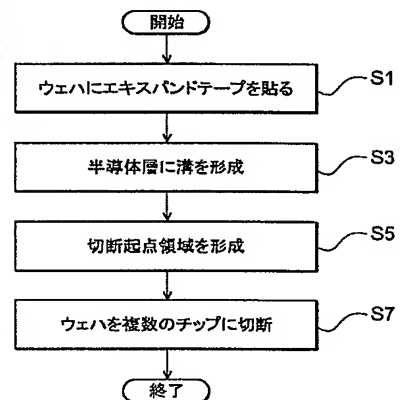 開始
ウェハにエキスパンドテープを貼る
S1
半導体層に溝を形成
S3
切断起点領域を形成
S5
ウェハを複数のチップに切断
S7
終了